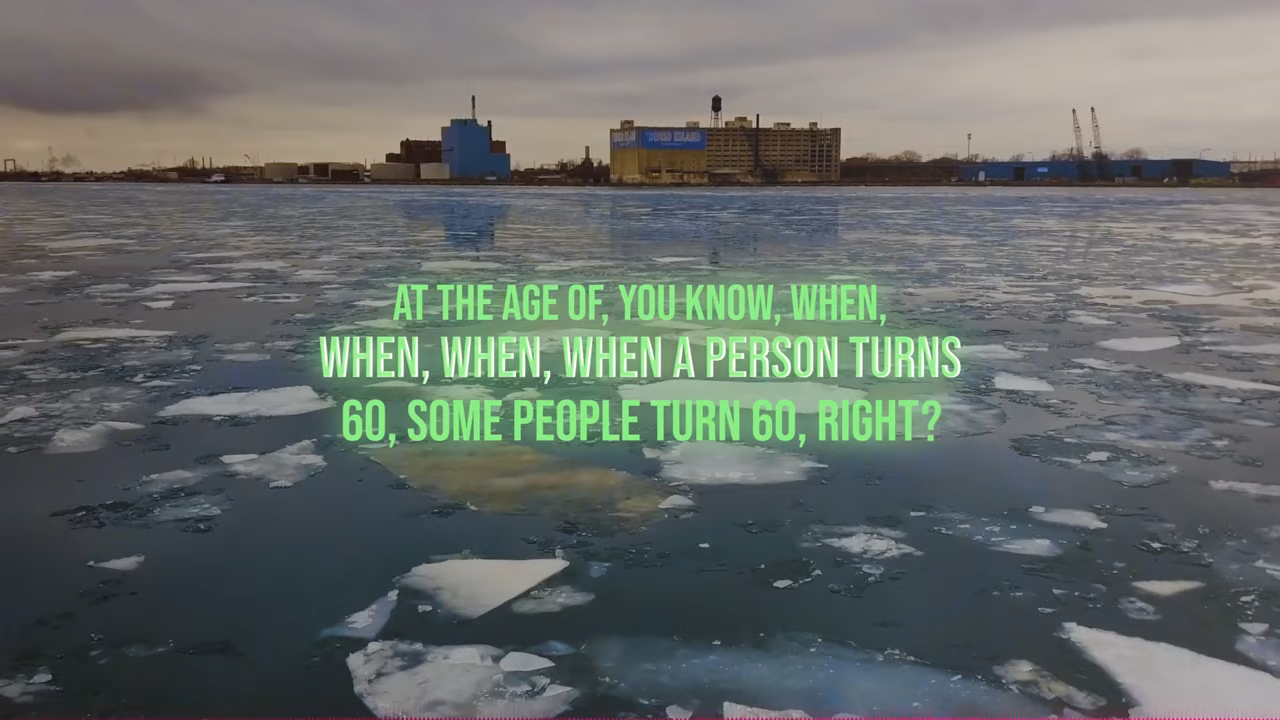 AT THE AGE OF, YOU KNOW, WHEN,
WHEN, WHEN, WHEN A PERSON TURNS
60, SOME PEOPLE TURN 60, RIGHT?